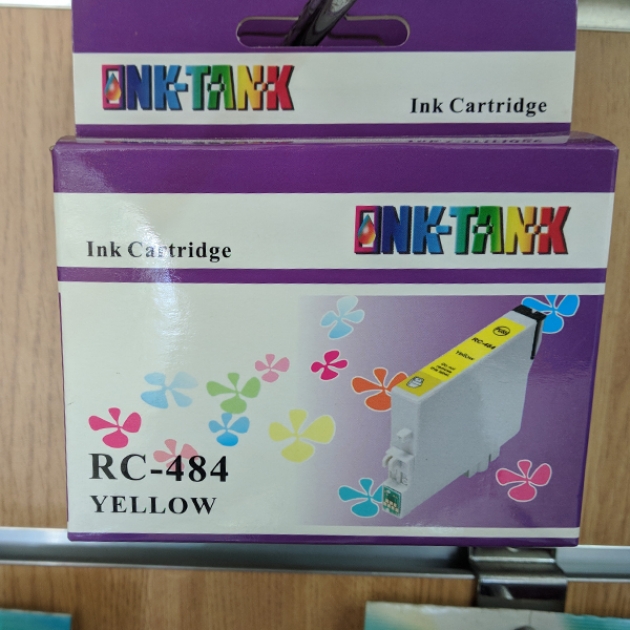 INK-TANK
Ink Cartridge
Ink Cartridge
INK-TANK
RC-484
Yellow
RC-484
YELLOW